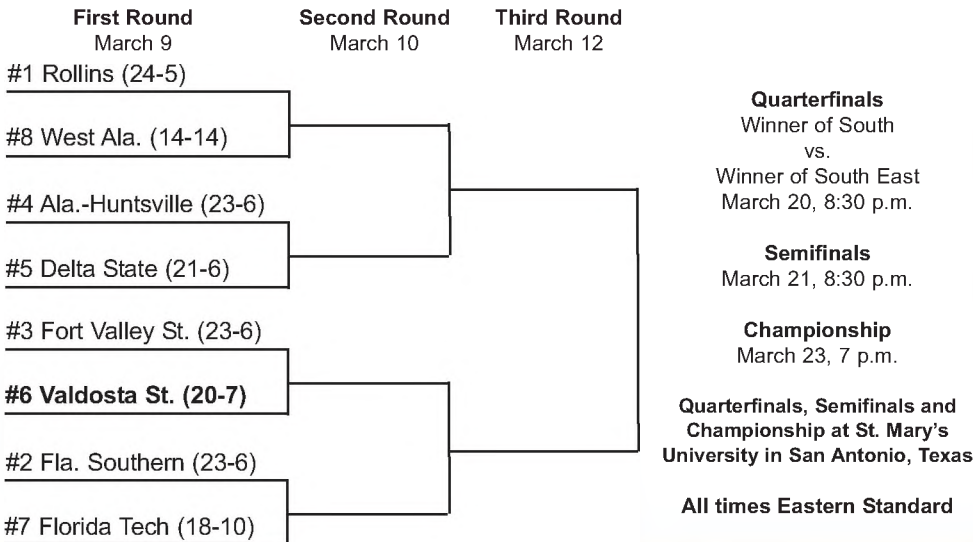 First Round
March 9
Second Round
March 10
Third Round
March 12
#1 Rollins (24-5)
#8 West Ala. (14-14)
#4 Ala.-Huntsville (23-6)
#5 Delta State (21-6)
#3 Fort Valley St. (23-6)
#6 Valdosta St. (20-7)
#2 Fla. Southern (23-6)
#7 Florida Tech (18-10)
Quarterfinals
Winner of South
vs.
Winner of South East
March 20, 8:30 p.m.
Semifinals
March 21, 8:30 p.m.
Championship
March 23, 7 p.m.
Quarterfinals, Semifinals and
Championship at St. Mary's
University in San Antonio, Texas
All times Eastern Standard